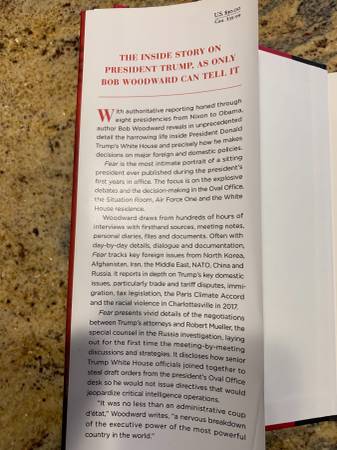 U.S. $30.00
THE INSIDE STORY ON
PRESIDENT TRUMP, AS ONLY
BOB WOODWARD CAN TELL IT
With authoritative reporting honed through
eight presidencies from Nixon to Obama,
author Bob Woodward reveals in unprecedented
detail the harrowing life inside President Donald
Trump's White House and precisely how he makes
decisions on major foreign and domestic policies.
Fear is the most intimate portrait of a sitting
president ever published during the president's
first years in office. The focus is on the explosive
debates and the decision-making in the Oval Office,
the Situation Room, Air Force One and the White
House residence.
Woodward draws from hundreds of hours of
interviews with firsthand sources, meeting notes,
personal diaries, files and documents. Often with
day-by-day details, dialogue and documentation,
Fear tracks key foreign issues from North Korea,
Afghanistan, Iran, the Middle East, NATO, China and
Russia. It reports in depth on Trump's key domestic
issues, particularly trade and tariff disputes, immi-
gration, tax legislation, the Paris Climate Accord
and the racial violence in Charlottesville in 2017.
Fear presents vivid details of the negotiations
between Trump's attorneys and Robert Mueller, the
special counsel in the Russia investigation, laying
out for the first time the meeting-by-meeting
discussions and strategies. It discloses how senior
Trump White House officials joined together to
steal draft orders from the president's Oval Office
desk so he would not issue directives that would
jeopardize critical intelligence operations.
"It was no less than an administrative coup
d'état," Woodward writes, "a nervous breakdown
of the executive power of the most powerful
country in the world."